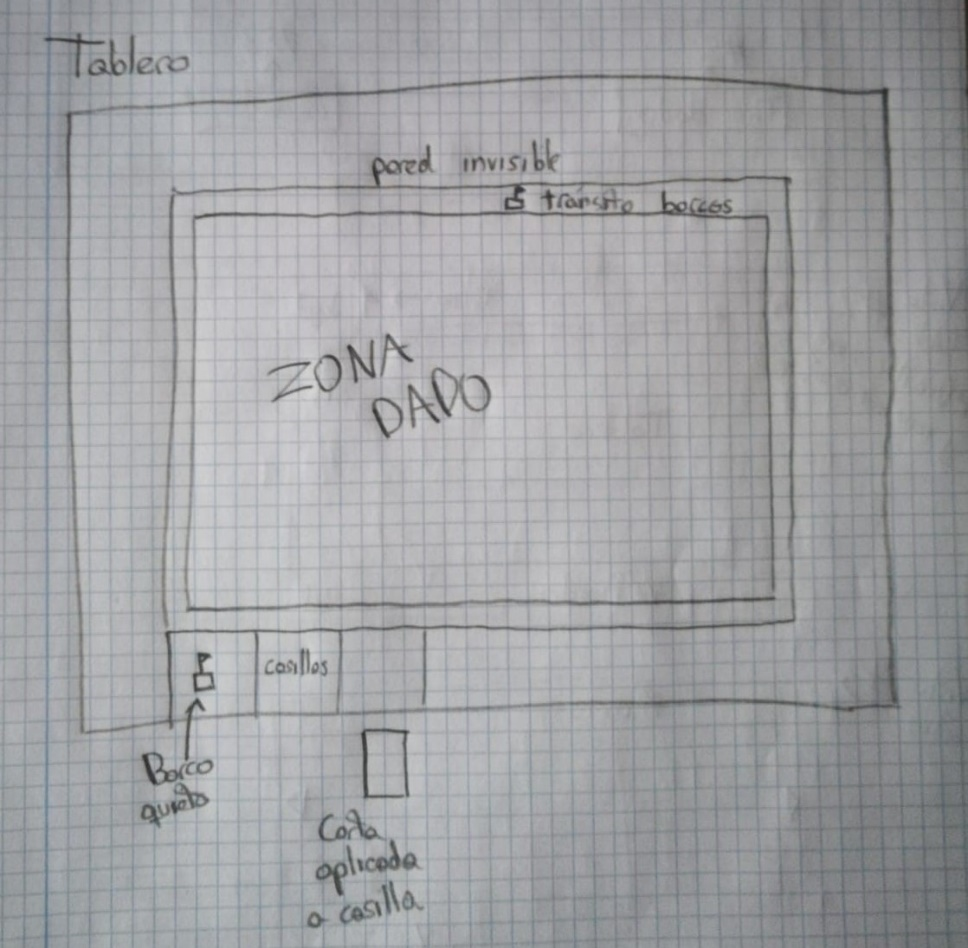 Tablero
pared invisible
tránsito barcos
ZONA
DADO
casillas
Barco
quieto
Carta
aplicada
a casilla